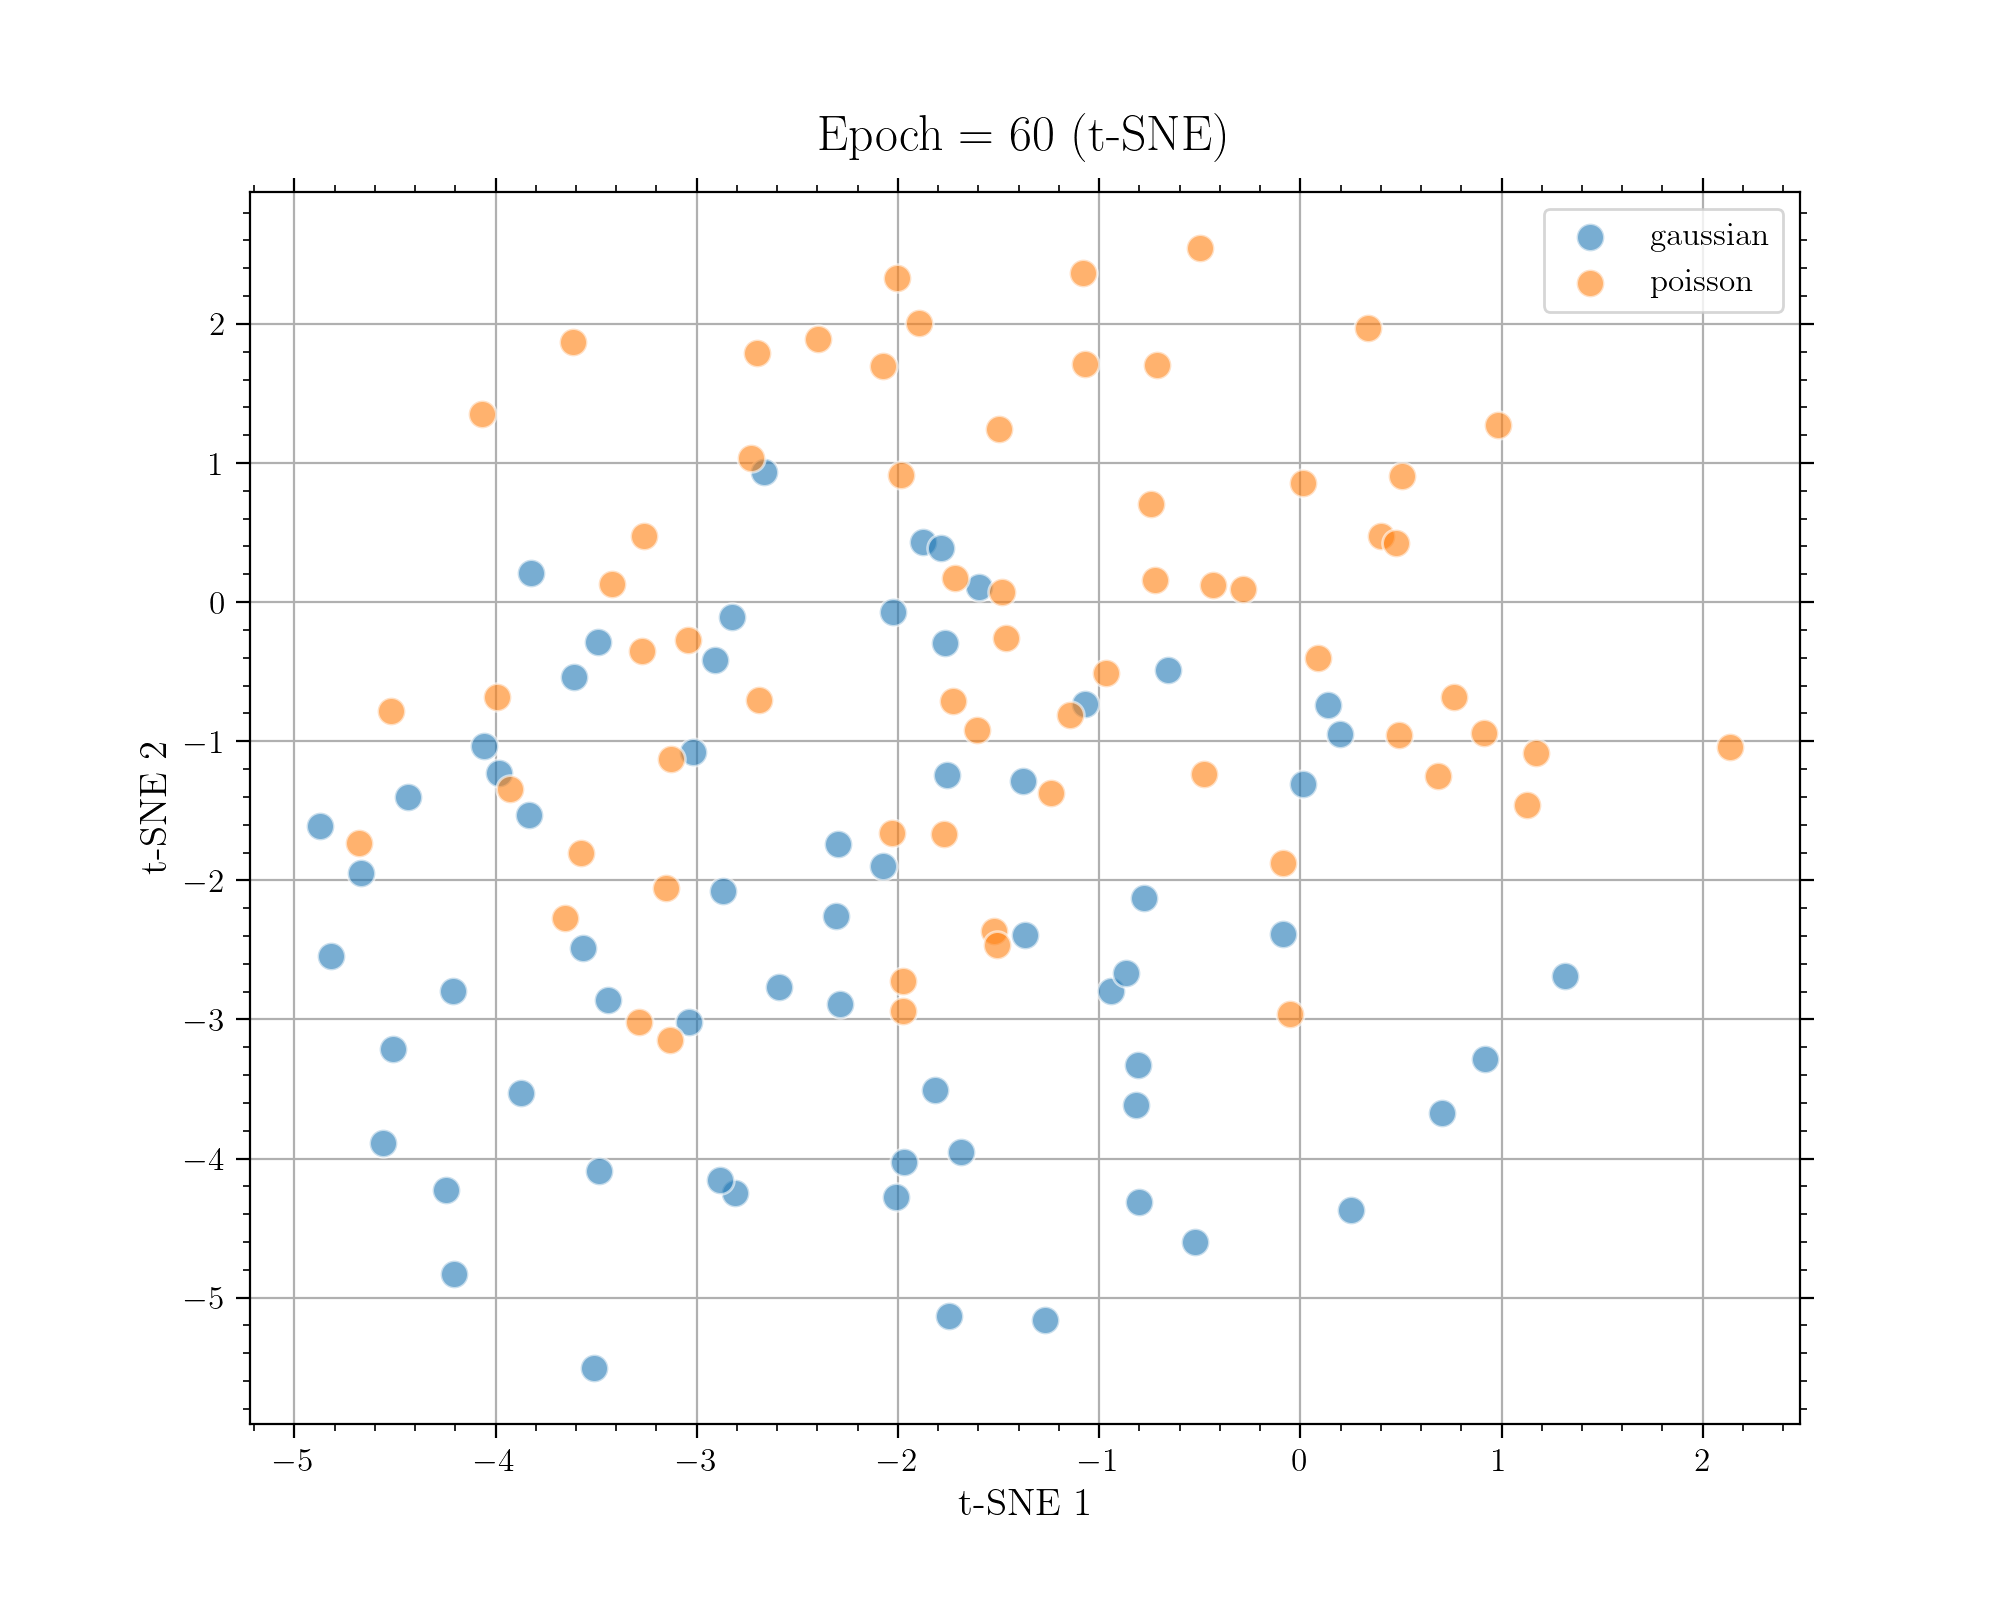 Epoch = 60 (t-SNE)
gaussian
poisson
2
1
0
−1
−2
−3
−4
−5
t-SNE 2
−5 −4 −3 −2 −1 0 1 2
t-SNE 1